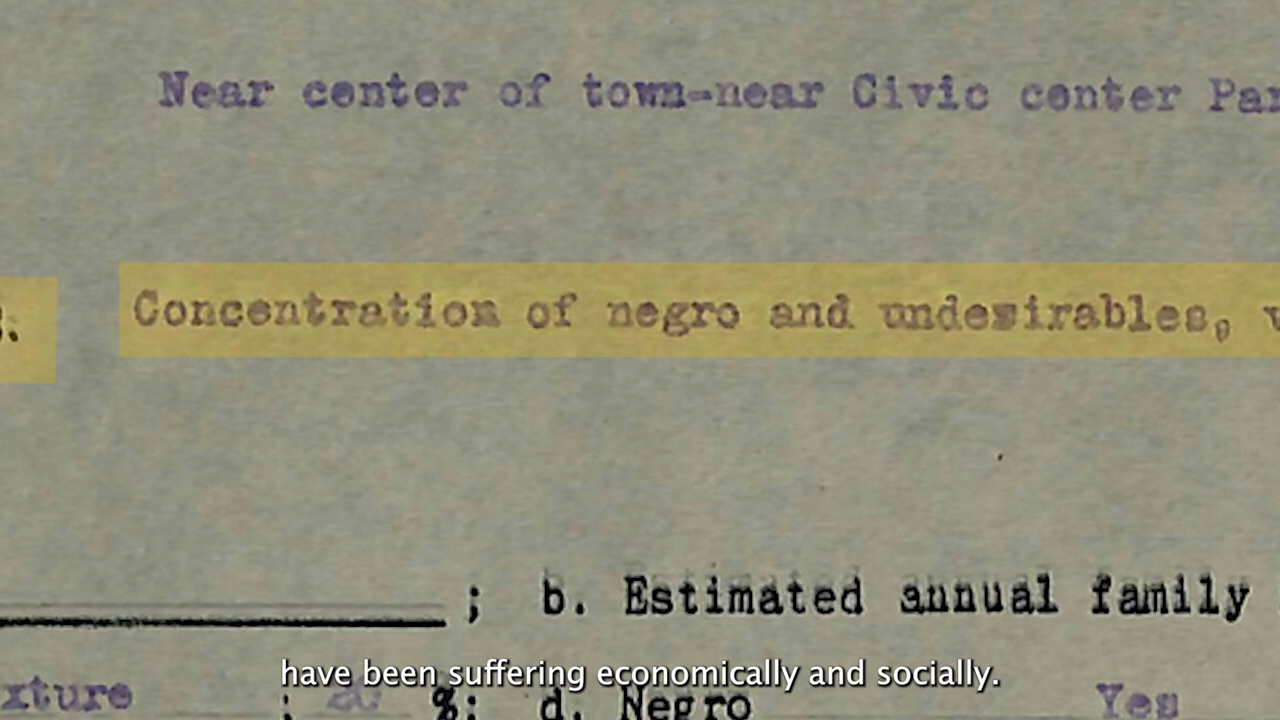 Near center of town-near Civic center
Concentration of negro and undesirables,
; b. Estimated annual family
have been suffering economically and socially.
xture ; 20 %; d. Negro Yes